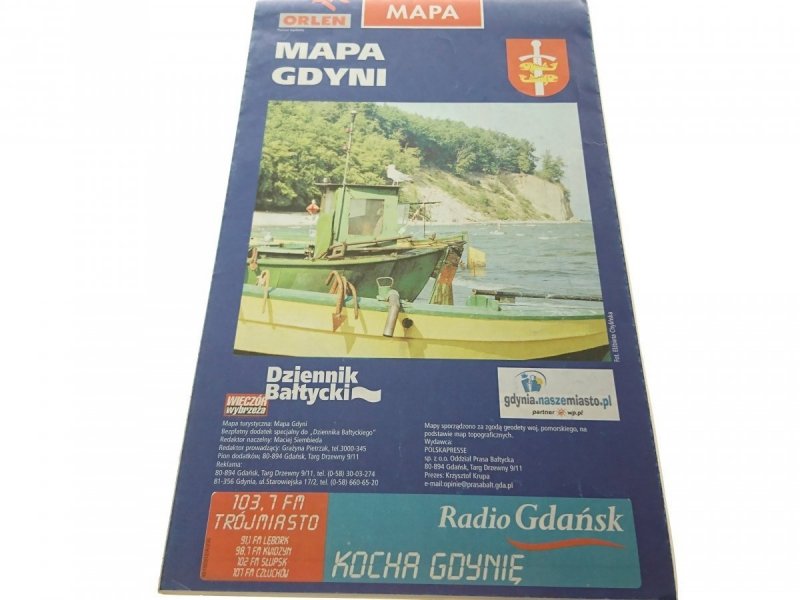 ORLEN
MAPA
MAPA
GDYNI
Fot. Elżbieta Chylińska
Dziennik
Bałtycki
WIECZÓR
wybrzeża
gdynia.naszemiasto.pl
partner wp.pl
Mapa turystyczna: Mapa Gdyni
Bezpłatny dodatek specjalny do „Dziennika Bałtyckiego”
Redaktor naczelny: Maciej Siembieda
Redaktor prowadzący: Grażyna Pietrzak, tel 3000-345
Pion dodatków, 80-894 Gdańsk, Targ Drzewny 9/11
Reklama:
80-894 Gdańsk, Targ Drzewny 9/11, tel. (0-58) 30-03-274
81-356 Gdynia, ul.Starowiejska 17/2, tel. (0-58) 660-65-20
Mapy sporządzono za zgodą geodety woj. pomorskiego, na
podstawie map topograficznych.
Wydawca:
POLSKAPRESSE
sp. z o.o. Oddział Prasa Bałtycka
80-894 Gdańsk, Targ Drzewny 9/11
Prezes: Krzysztof Krupa
e-mail:opinie@prasabalt.gda.pl
103,7 FM
TRÓJMIASTO
91,1 FM LĘBORK
98,7 FM KWIDZYN
102 FM SŁUPSK
107 FM CZŁUCHÓW
Radio Gdańsk
KOCHA GDYNIĘ